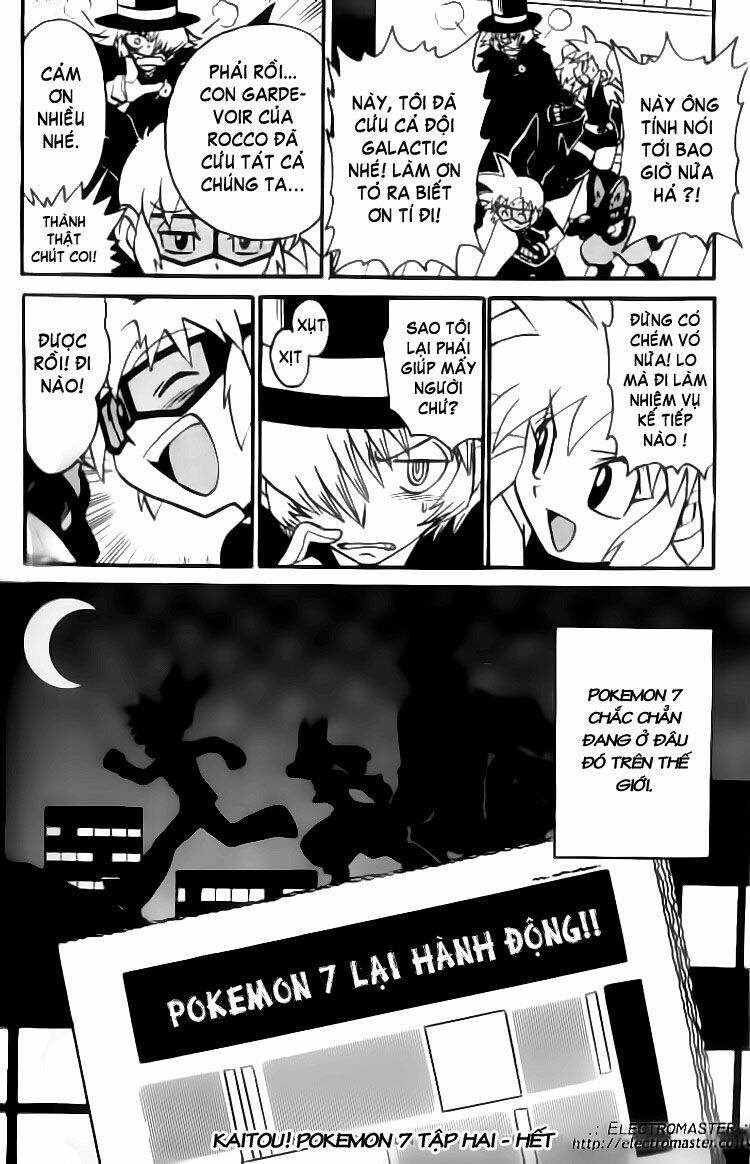 NÀY ÔNG
TÍNH NÓI
TỚI BAO
GIỜ NỮA
HẢ ?!
NÀY, TÔI ĐÃ
CỨU CẢ ĐỘI
GALACTIC
NHÉ! LÀM ƠN
TỎ RA BIẾT
ƠN TÍ ĐI!
PHẢI RỒI...
CON GARDE-
VOIR CỦA
ROCCO ĐÃ
CỨU TÁT CẢ
CHÚNG TA...
CẢM
ƠN
NHIỀU
NHÉ.
THÀNH
THẬT
CHÚT COI!
ĐỪNG CÓ
CHÉM VÓ
NỮA! LO
MÀ ĐI LÀM
NHIỆM VỤ
KẾ TIẾP
NÀO !
SAO TÔI
LẠI PHẢI
GIÚP MẤY
NGƯỜI
CHỨ?
XỤT
XỊT
ĐƯỢC
RỒI! ĐI
NÀO!
POKEMON 7
CHẮC CHẮN
ĐANG Ở ĐÂU
ĐÓ TRÊN THẾ
GIỚI.
POKEMON 7 LẠI HÀNH ĐỘNG!!
KAITOU! POKEMON 7 TẬP HAI - HẾT
.: ELECTROMASTER
http://electromaster.